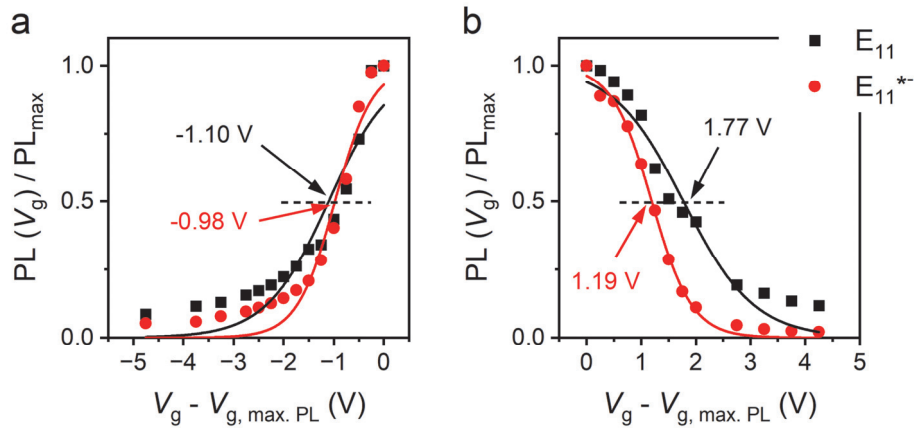 a
b
E11
E11*-
PL (Vg) / PLmax
1.0
0.5
0.0
-1.10 V
-0.98 V
−5 −4 −3 −2 −1 0
Vg - Vg, max. PL (V)
PL (Vg) / PLmax
1.0
0.5
0.0
1.77 V
1.19 V
0 1 2 3 4 5
Vg - Vg, max. PL (V)